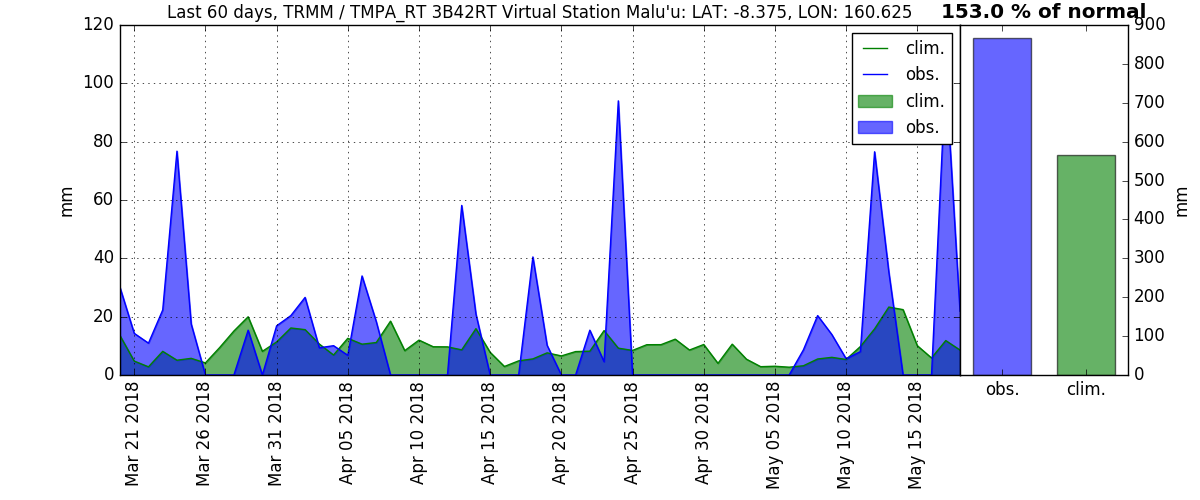 Last 60 days, TRMM / TMPA_RT 3B42RT Virtual Station Malu'u: LAT: -8.375, LON: 160.625
153.0 % of normal
120
100
80
60
40
20
0
mm
clim.
obs.
clim.
obs.
900
800
700
600
500
400
300
200
100
0
mm
Mar 21 2018
Mar 26 2018
Mar 31 2018
Apr 05 2018
Apr 10 2018
Apr 15 2018
Apr 20 2018
Apr 25 2018
Apr 30 2018
May 05 2018
May 10 2018
May 15 2018
obs.
clim.